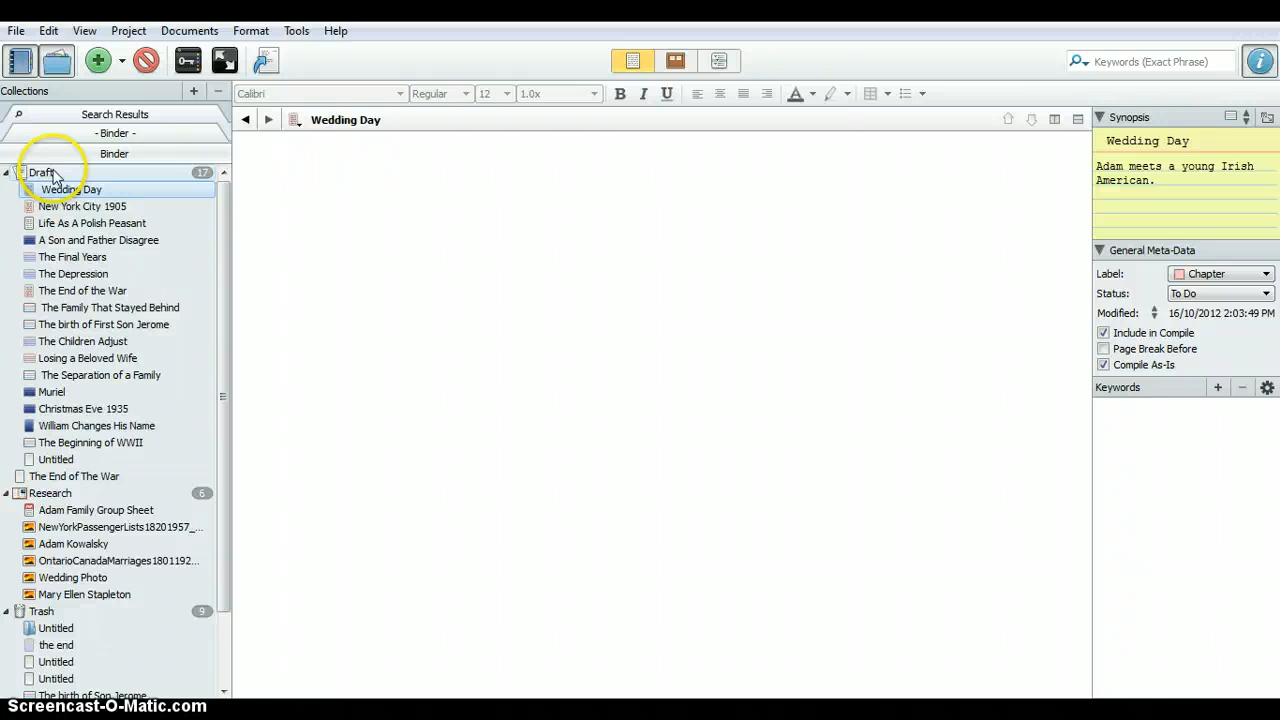 File Edit View Project Documents Format Tools Help
Keywords (Exact Phrase)
Collections
Search Results
- Binder -
Binder
Calibri Regular 12 1.0x B I U A
Wedding Day
Draft 17
Wedding Day
New York City 1905
Life As A Polish Peasant
A Son and Father Disagree
The Final Years
The Depression
The End of the War
The Family That Stayed Behind
The birth of First Son Jerome
The Children Adjust
Losing a Beloved Wife
The Separation of a Family
Muriel
Christmas Eve 1935
William Changes His Name
The Beginning of WWII
Untitled
The End of The War
Research 6
Adam Family Group Sheet
NewYorkPassengerLists18201957_...
Adam Kowalsky
OntarioCanadaMarriages1801192...
Wedding Photo
Mary Ellen Stapleton
Trash 9
Untitled
the end
Untitled
Untitled
The birth of Son Jerome
Synopsis
Wedding Day
Adam meets a young Irish
American.
General Meta-Data
Label: Chapter
Status: To Do
Modified: 16/10/2012 2:03:49 PM
Include in Compile
Page Break Before
Compile As-Is
Keywords
Screencast-O-Matic.com